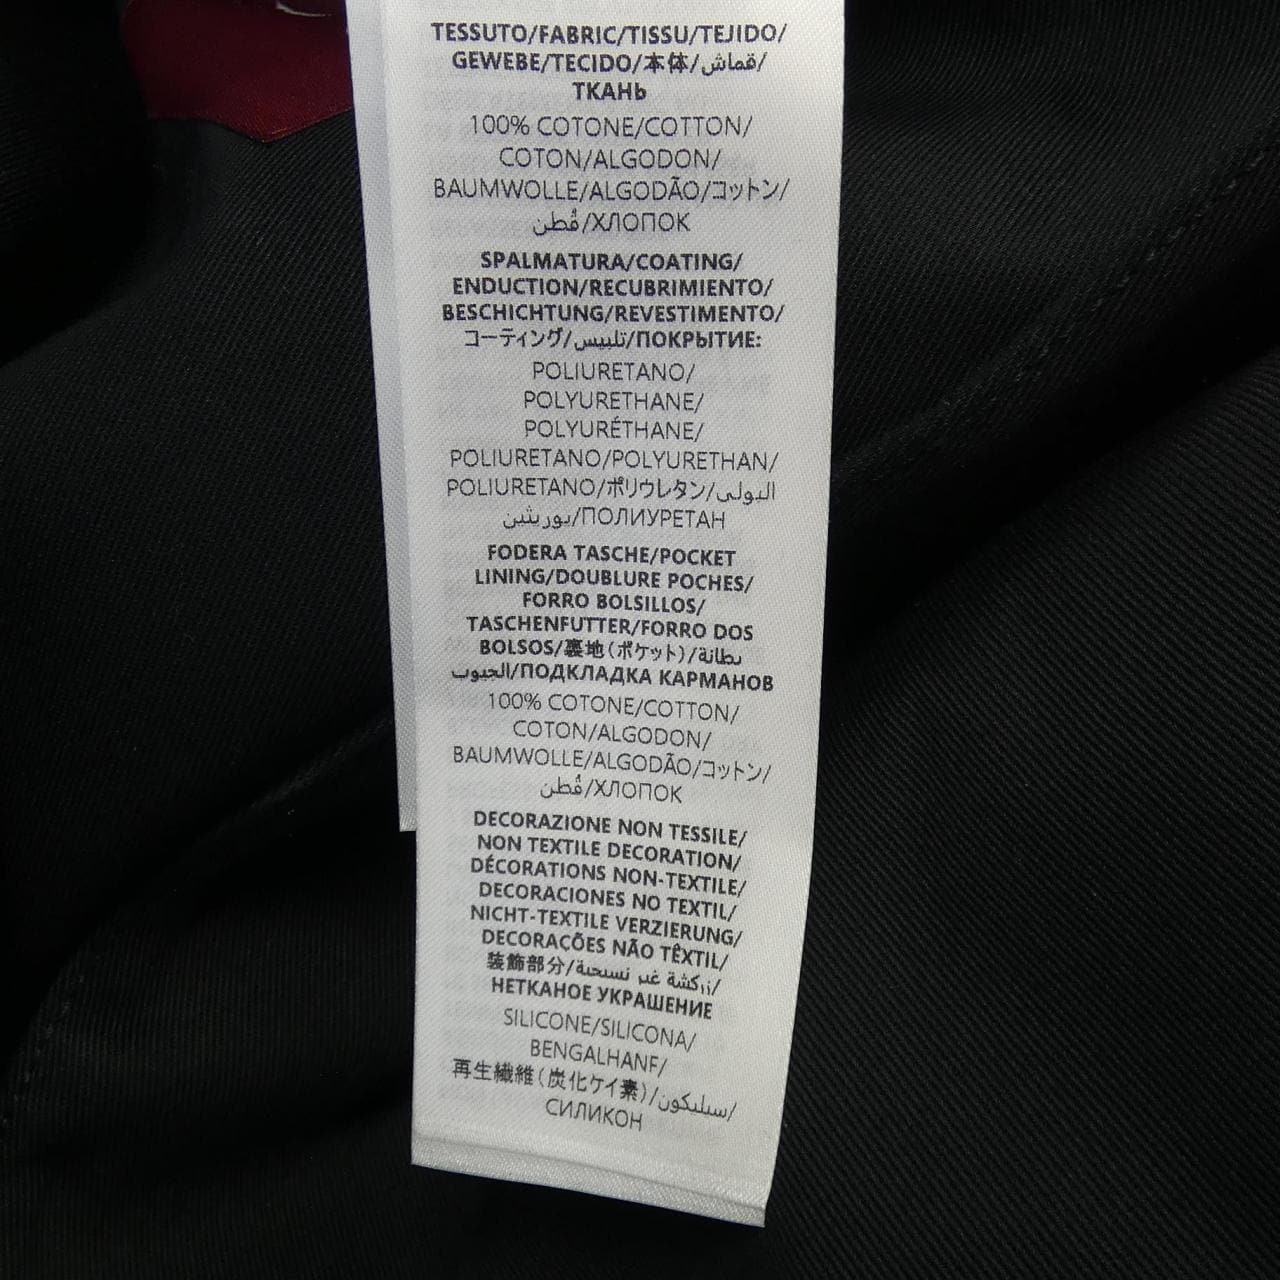 TESSUTO/FABRIC/TISSU/TEJIDO/
GEWEBE/TECIDO/本体/قماش/
ТКАНЬ
100% COTONE/COTTON/
COTON/ALGODON/
BAUMWOLLE/ALGODÃO/コットン/
قُطن/ХЛОПОК
SPALMATURA/COATING/
ENDUCTION/RECUBRIMIENTO/
BESCHICHTUNG/REVESTIMENTO/
コーティング/تلبيس/ПОКРЫТИЕ:
POLIURETANO/
POLYURETHANE/
POLYURÉTHANE/
POLIURETANO/POLYURETHAN/
POLIURETANO/ポリウレタン/البولي
يوريثين/ПОЛИУРЕТАН
FODERA TASCHE/POCKET
LINING/DOUBLURE POCHES/
FORRO BOLSILLOS/
TASCHENFUTTER/FORRO DOS
BOLSOS/裏地(ポケット)/بطانة
الجيوب/ПОДКЛАДКА КАРМАНОВ
100% COTONE/COTTON/
COTON/ALGODON/
BAUMWOLLE/ALGODÃO/コットン/
قُطن/ХЛОПОК
DECORAZIONE NON TESSILE/
NON TEXTILE DECORATION/
DÉCORATIONS NON-TEXTILE/
DECORACIONES NO TEXTIL/
NICHT-TEXTILE VERZIERUNG/
DECORAÇÕES NÃO TÊXTIL/
装飾部分/زركشة غير نسيجية/
НЕТКАНОЕ УКРАШЕНИЕ
SILICONE/SILICONA/
BENGALHANF/
再生繊維(炭化ケイ素)/سيليكون/
СИЛИКОН